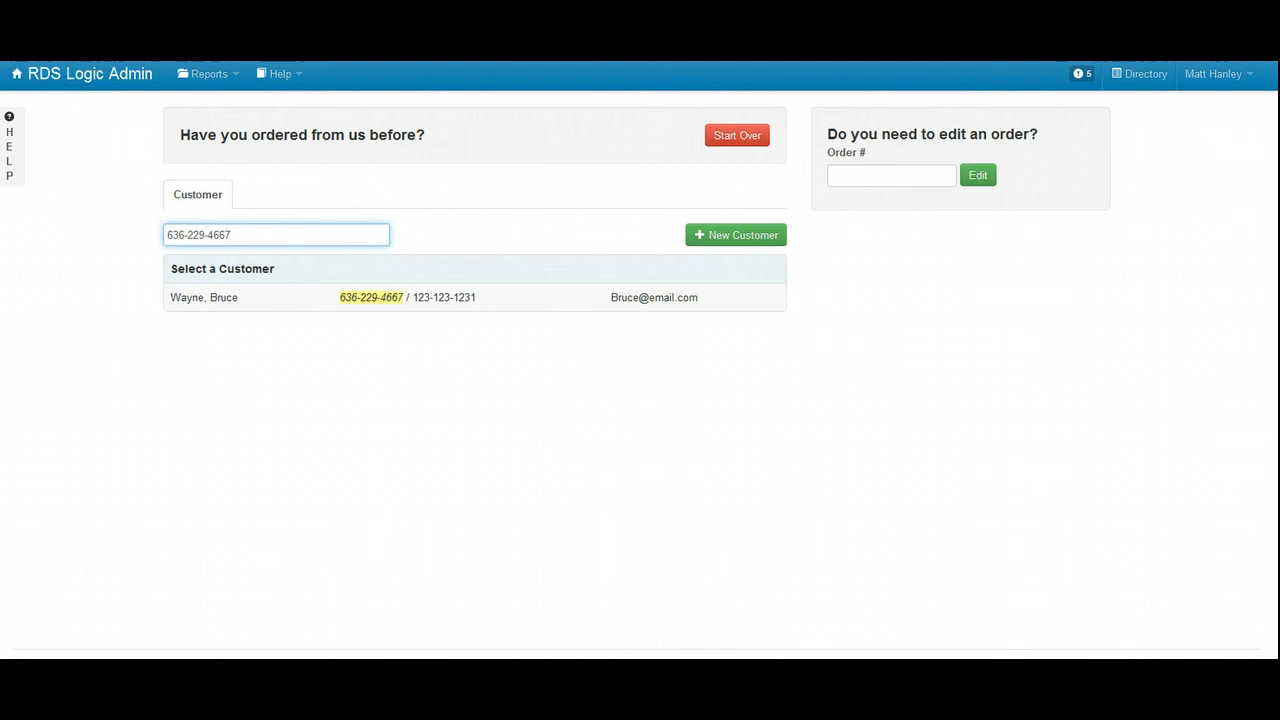 RDS Logic Admin Reports Help 5 Directory Matt Hanley
H
E
L
P
Have you ordered from us before? Start Over
Customer
636-229-4667 New Customer
Select a Customer
Wayne, Bruce 636-229-4667 / 123-123-1231 Bruce@email.com
Do you need to edit an order?
Order #
Edit